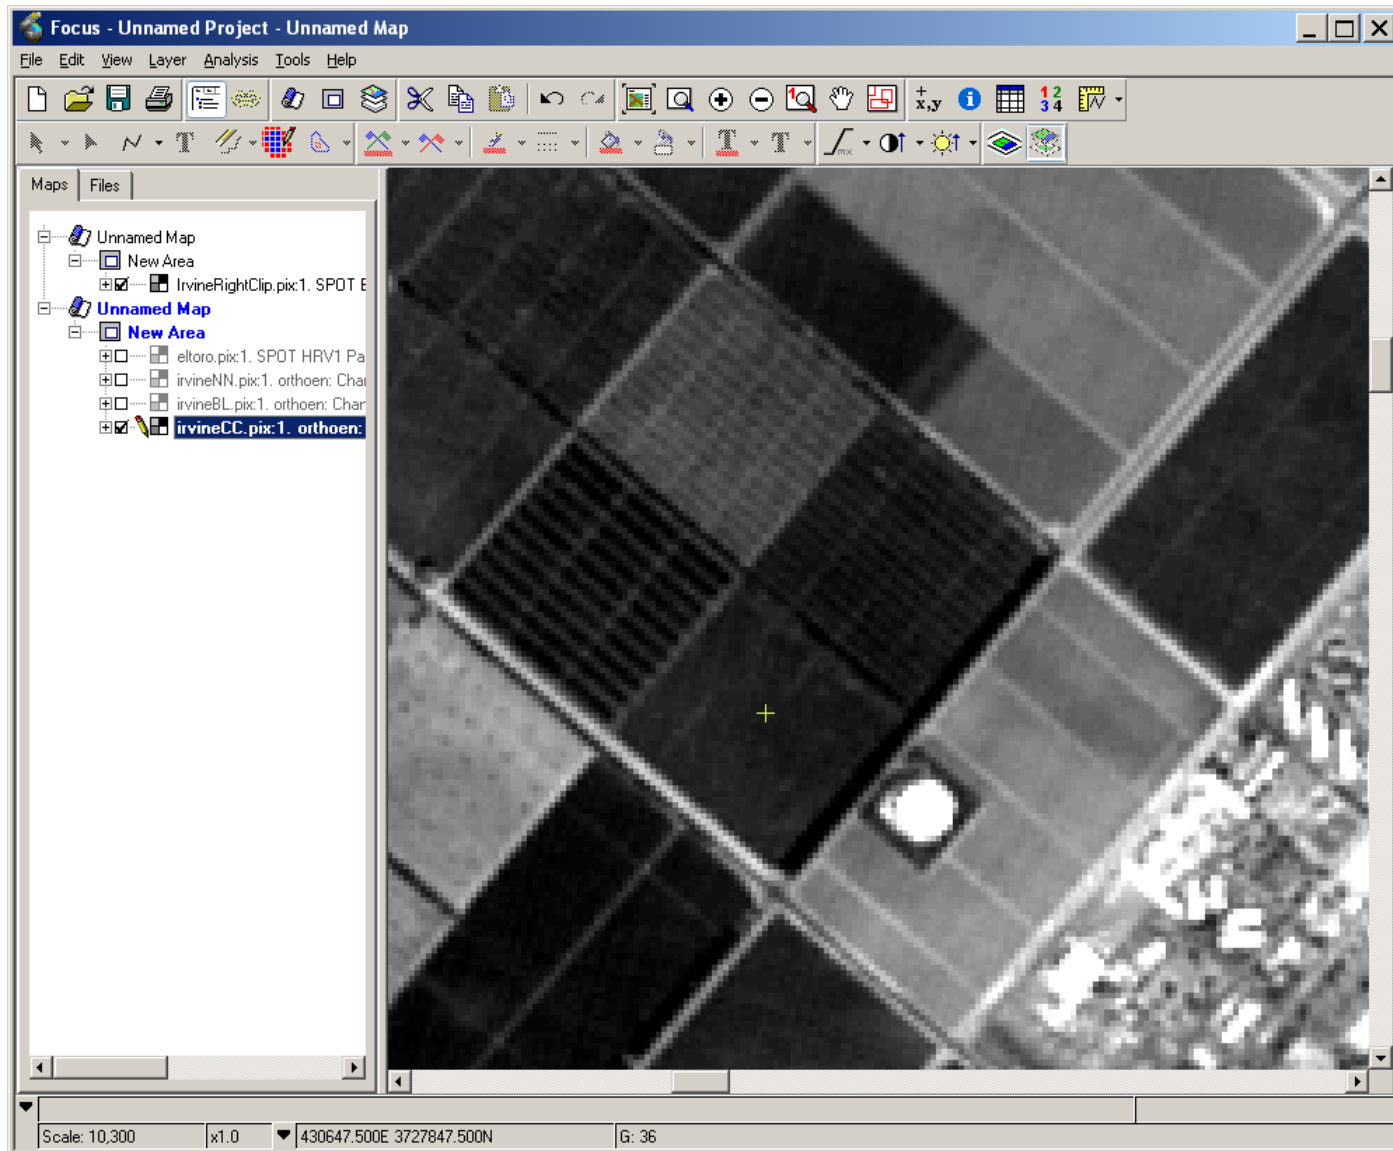 Focus - Unnamed Project - Unnamed Map
File Edit View Layer Analysis Tools Help
Maps Files
Unnamed Map
New Area
IrvineRightClip.pix:1. SPOT
Unnamed Map
New Area
eltoro.pix:1. SPOT HRV1 Pa
irvineNN.pix:1. orthoen: Char
irvineBL.pix:1. orthoen: Char
irvineCC.pix:1. orthoen:
Scale: 10,300 x1.0 430647.500E 3727847.500N G: 36